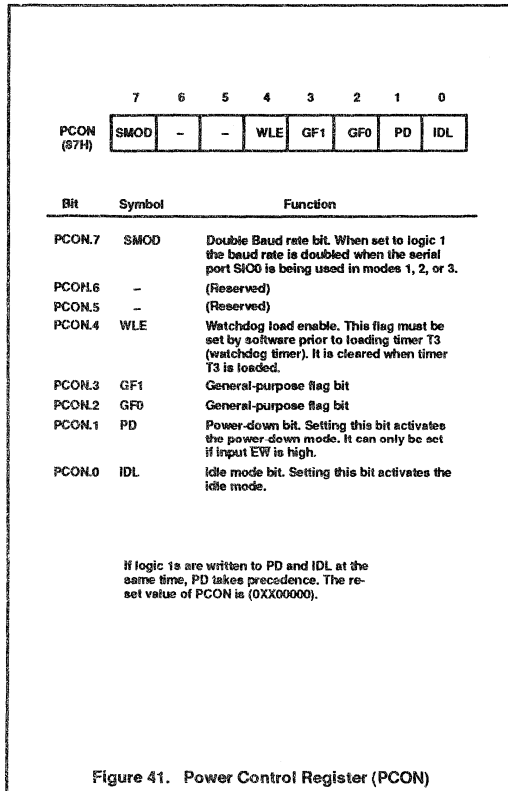 7 6 5 4 3 2 1 0
PCON SMOD – – WLE GF1 GF0 PD IDL
(87H)
Bit Symbol Function
PCON.7 SMOD Double Baud rate bit. When set to logic 1
the baud rate is doubled when the serial
port SIO0 is being used in modes 1, 2, or 3.
PCON.6 – (Reserved)
PCON.5 – (Reserved)
PCON.4 WLE Watchdog load enable. This flag must be
set by software prior to loading timer T3
(watchdog timer). It is cleared when timer
T3 is loaded.
PCON.3 GF1 General-purpose flag bit
PCON.2 GF0 General-purpose flag bit
PCON.1 PD Power-down bit. Setting this bit activates
the power-down mode. It can only be set
if input E̅W̅ is high.
PCON.0 IDL Idle mode bit. Setting this bit activates the
idle mode.
If logic 1s are written to PD and IDL at the
same time, PD takes precedence. The re-
set value of PCON is (0XX00000).
Figure 41. Power Control Register (PCON)